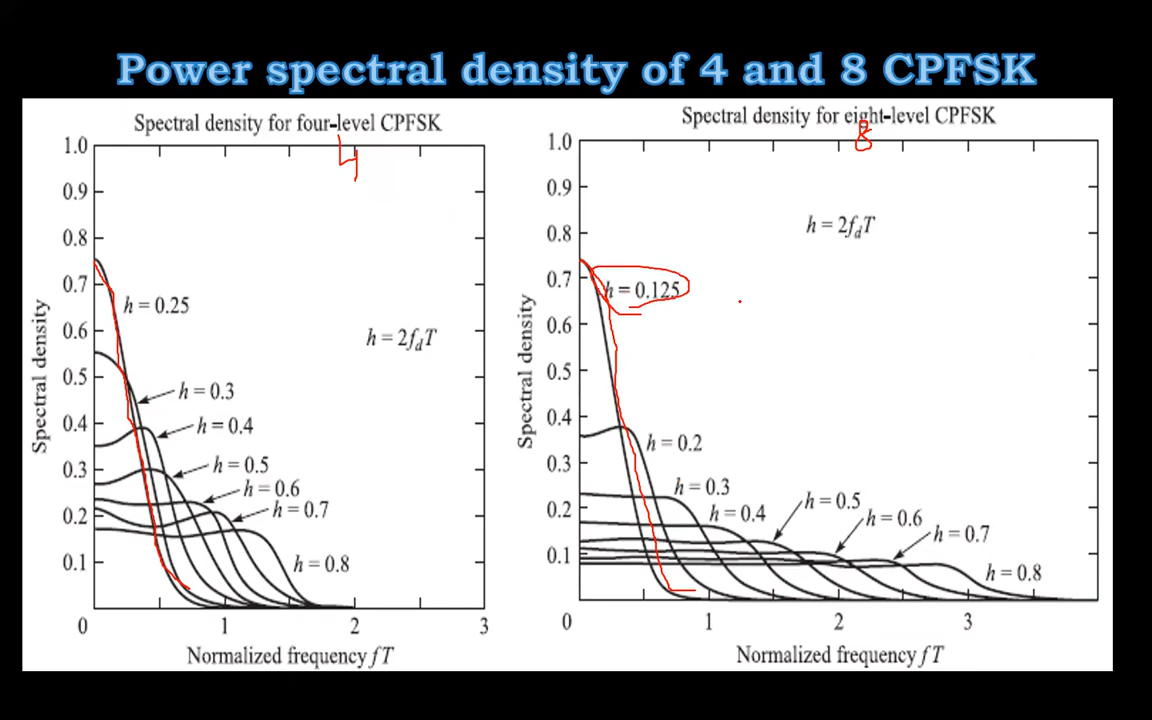 Power spectral density of 4 and 8 CPFSK
Spectral density for four-level CPFSK
4
1.0
0.9
0.8
0.7
0.6
0.5
0.4
0.3
0.2
0.1
0
1
2
3
h = 0.25
h = 2f_dT
h = 0.3
h = 0.4
h = 0.5
h = 0.6
h = 0.7
h = 0.8
Spectral density
Normalized frequency fT
Spectral density for eight-level CPFSK
8
1.0
0.9
0.8
0.7
0.6
0.5
0.4
0.3
0.2
0.1
0
1
2
3
h = 2f_dT
h = 0.125
h = 0.2
h = 0.3
h = 0.4
h = 0.5
h = 0.6
h = 0.7
h = 0.8
Spectral density
Normalized frequency fT